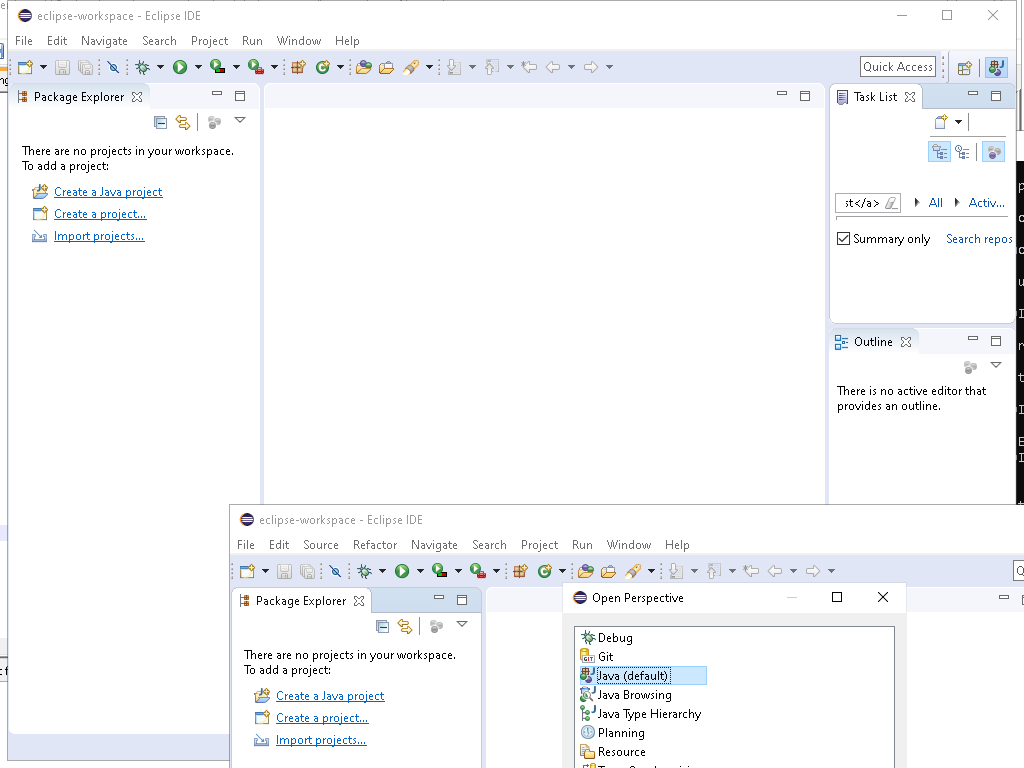 eclipse-workspace - Eclipse IDE
File Edit Navigate Search Project Run Window Help
Quick Access
Package Explorer
There are no projects in your workspace.
To add a project:
Create a Java project
Create a project...
Import projects...
Task List
st</a> All Activ...
Summary only Search repos
Outline
There is no active editor that
provides an outline.
eclipse-workspace - Eclipse IDE
File Edit Source Refactor Navigate Search Project Run Window Help
Package Explorer
There are no projects in your workspace.
To add a project:
Create a Java project
Create a project...
Import projects...
Open Perspective
Debug
Git
Java (default)
Java Browsing
Java Type Hierarchy
Planning
Resource